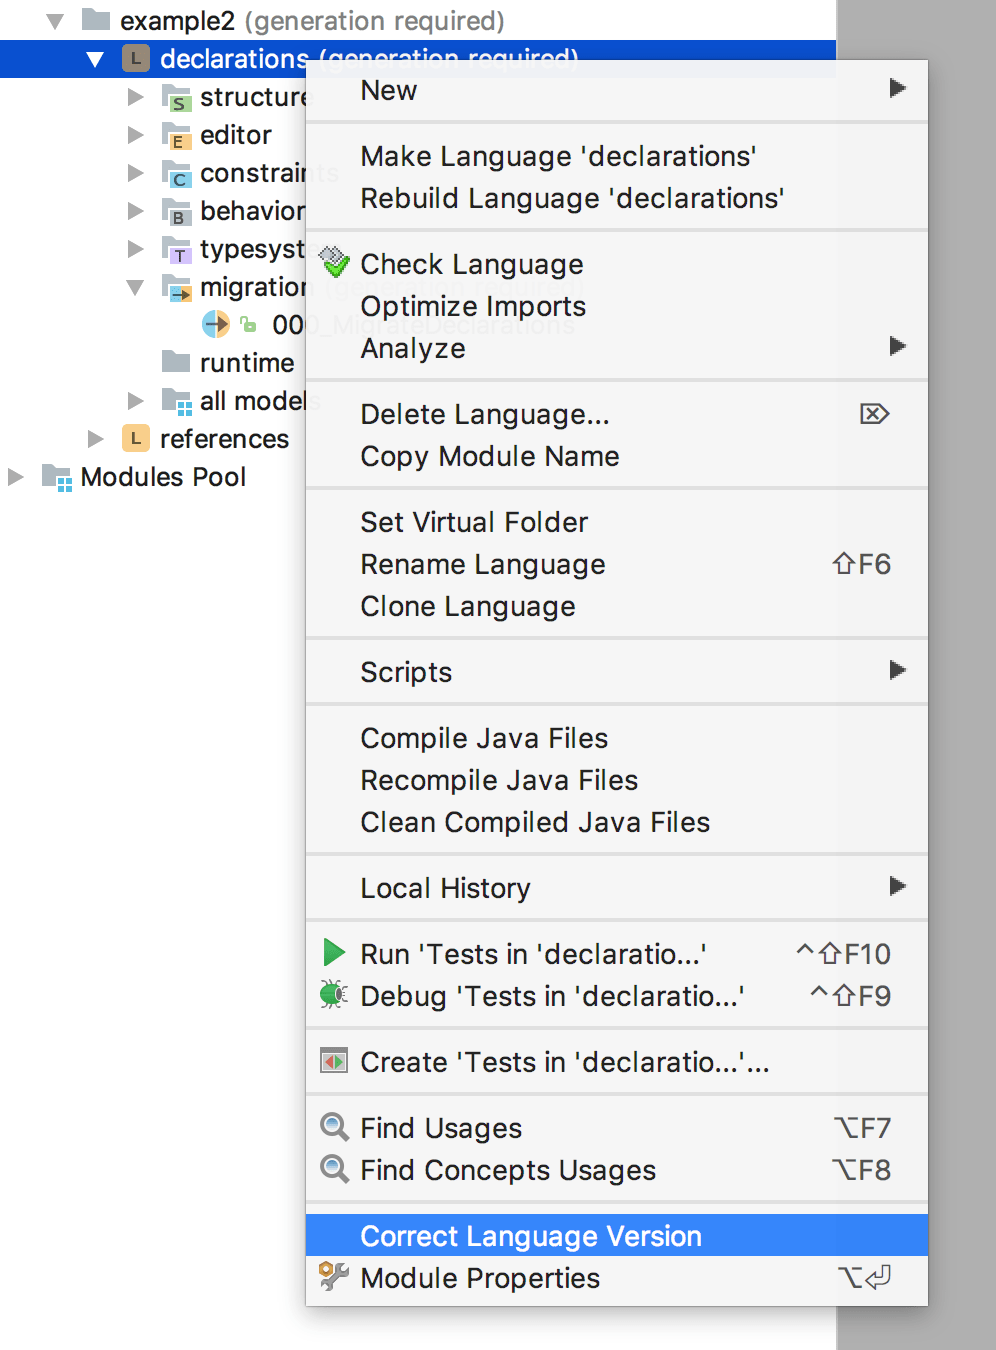 example2 (generation required)
L declarations (generation required)
S structure
E editor
C constraints
B behavior
T typesyst
migration (generation required)
000_MigrateDeclarations
runtime
all models
L references
Modules Pool
New
Make Language 'declarations'
Rebuild Language 'declarations'
Check Language
Optimize Imports
Analyze
Delete Language...
Copy Module Name
Set Virtual Folder
Rename Language ⇧F6
Clone Language
Scripts
Compile Java Files
Recompile Java Files
Clean Compiled Java Files
Local History
Run 'Tests in 'declaratio...' ^⇧F10
Debug 'Tests in 'declaratio...' ^⇧F9
Create 'Tests in 'declaratio...'...
Find Usages ⌥F7
Find Concepts Usages ⌥F8
Correct Language Version
Module Properties ⌥⏎